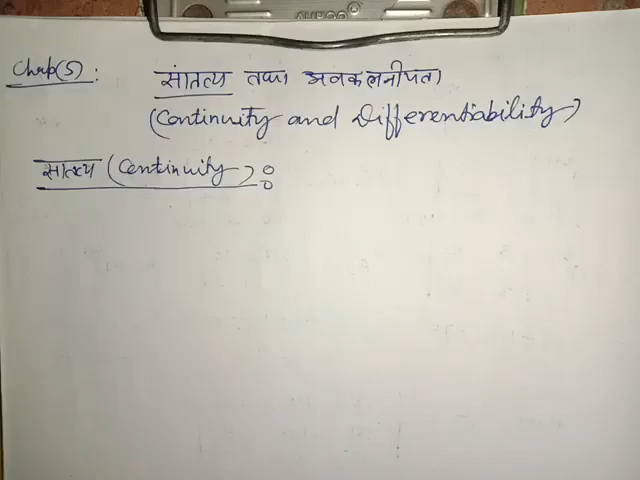 Chap(5) : सांतत्य तथा अवकलनीयता
(Continuity and Differentiability)
सातत्य (Continuity) :